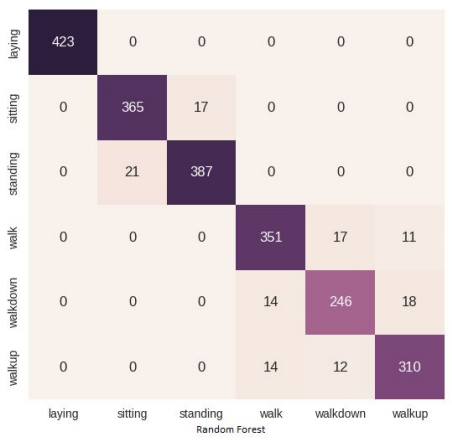 laying 423 0 0 0 0 0
sitting 0 365 17 0 0 0
standing 0 21 387 0 0 0
walk 0 0 0 351 17 11
walkdown 0 0 0 14 246 18
walkup 0 0 0 14 12 310
laying sitting standing walk walkdown walkup
Random Forest